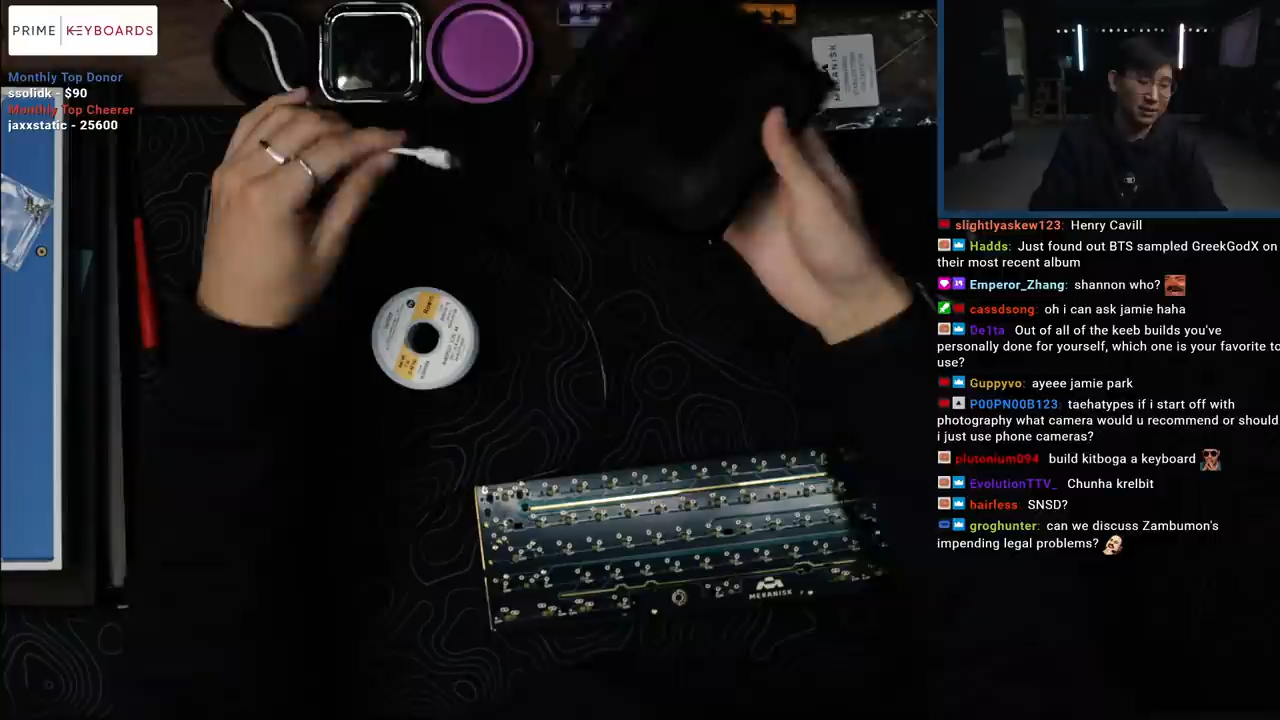 PRIME | KEYBOARDS
Monthly Top Donor
ssolidk - $90
Monthly Top Cheerer
jaxxstatic - 25600
MEKANISK
MEKANISK
slightlyaskew123: Henry Cavill
Hadds: Just found out BTS sampled GreekGodX on
their most recent album
Emperor_Zhang: shannon who?
cassdsong: oh i can ask jamie haha
De1ta: Out of all of the keeb builds you've
personally done for yourself, which one is your favorite to
use?
Guppyvo: ayeee jamie park
P00PN00B123: taehatypes if i start off with
photography what camera would u recommend or should
i just use phone cameras?
plutonium094: build kitboga a keyboard
EvolutionTTV_: Chunha krelbit
hairless: SNSD?
groghunter: can we discuss Zambumon's
impending legal problems?